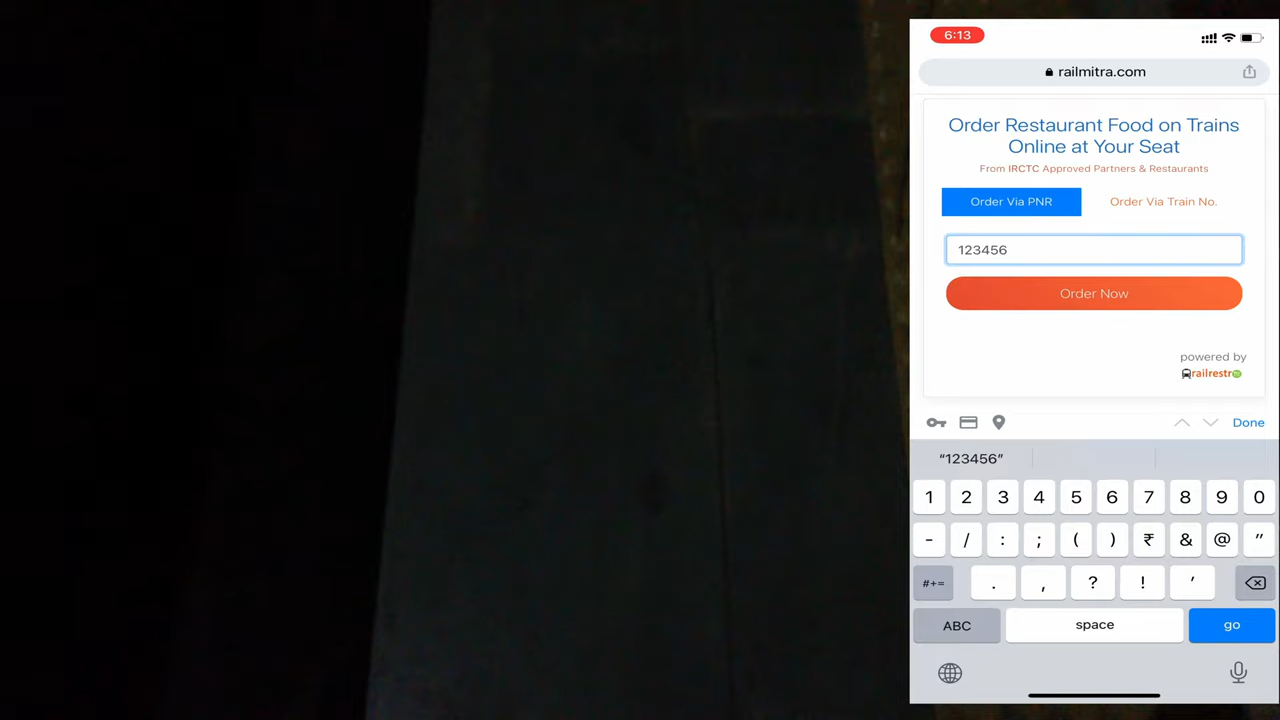 6:13
railmitra.com
Order Restaurant Food on Trains
Online at Your Seat
From IRCTC Approved Partners & Restaurants
Order Via PNR Order Via Train No.
123456
Order Now
powered by
railrestro
Done
“123456”
1 2 3 4 5 6 7 8 9 0
- / : ; ( ) ₹ & @ ”
#+= . , ? ! ’
ABC space go